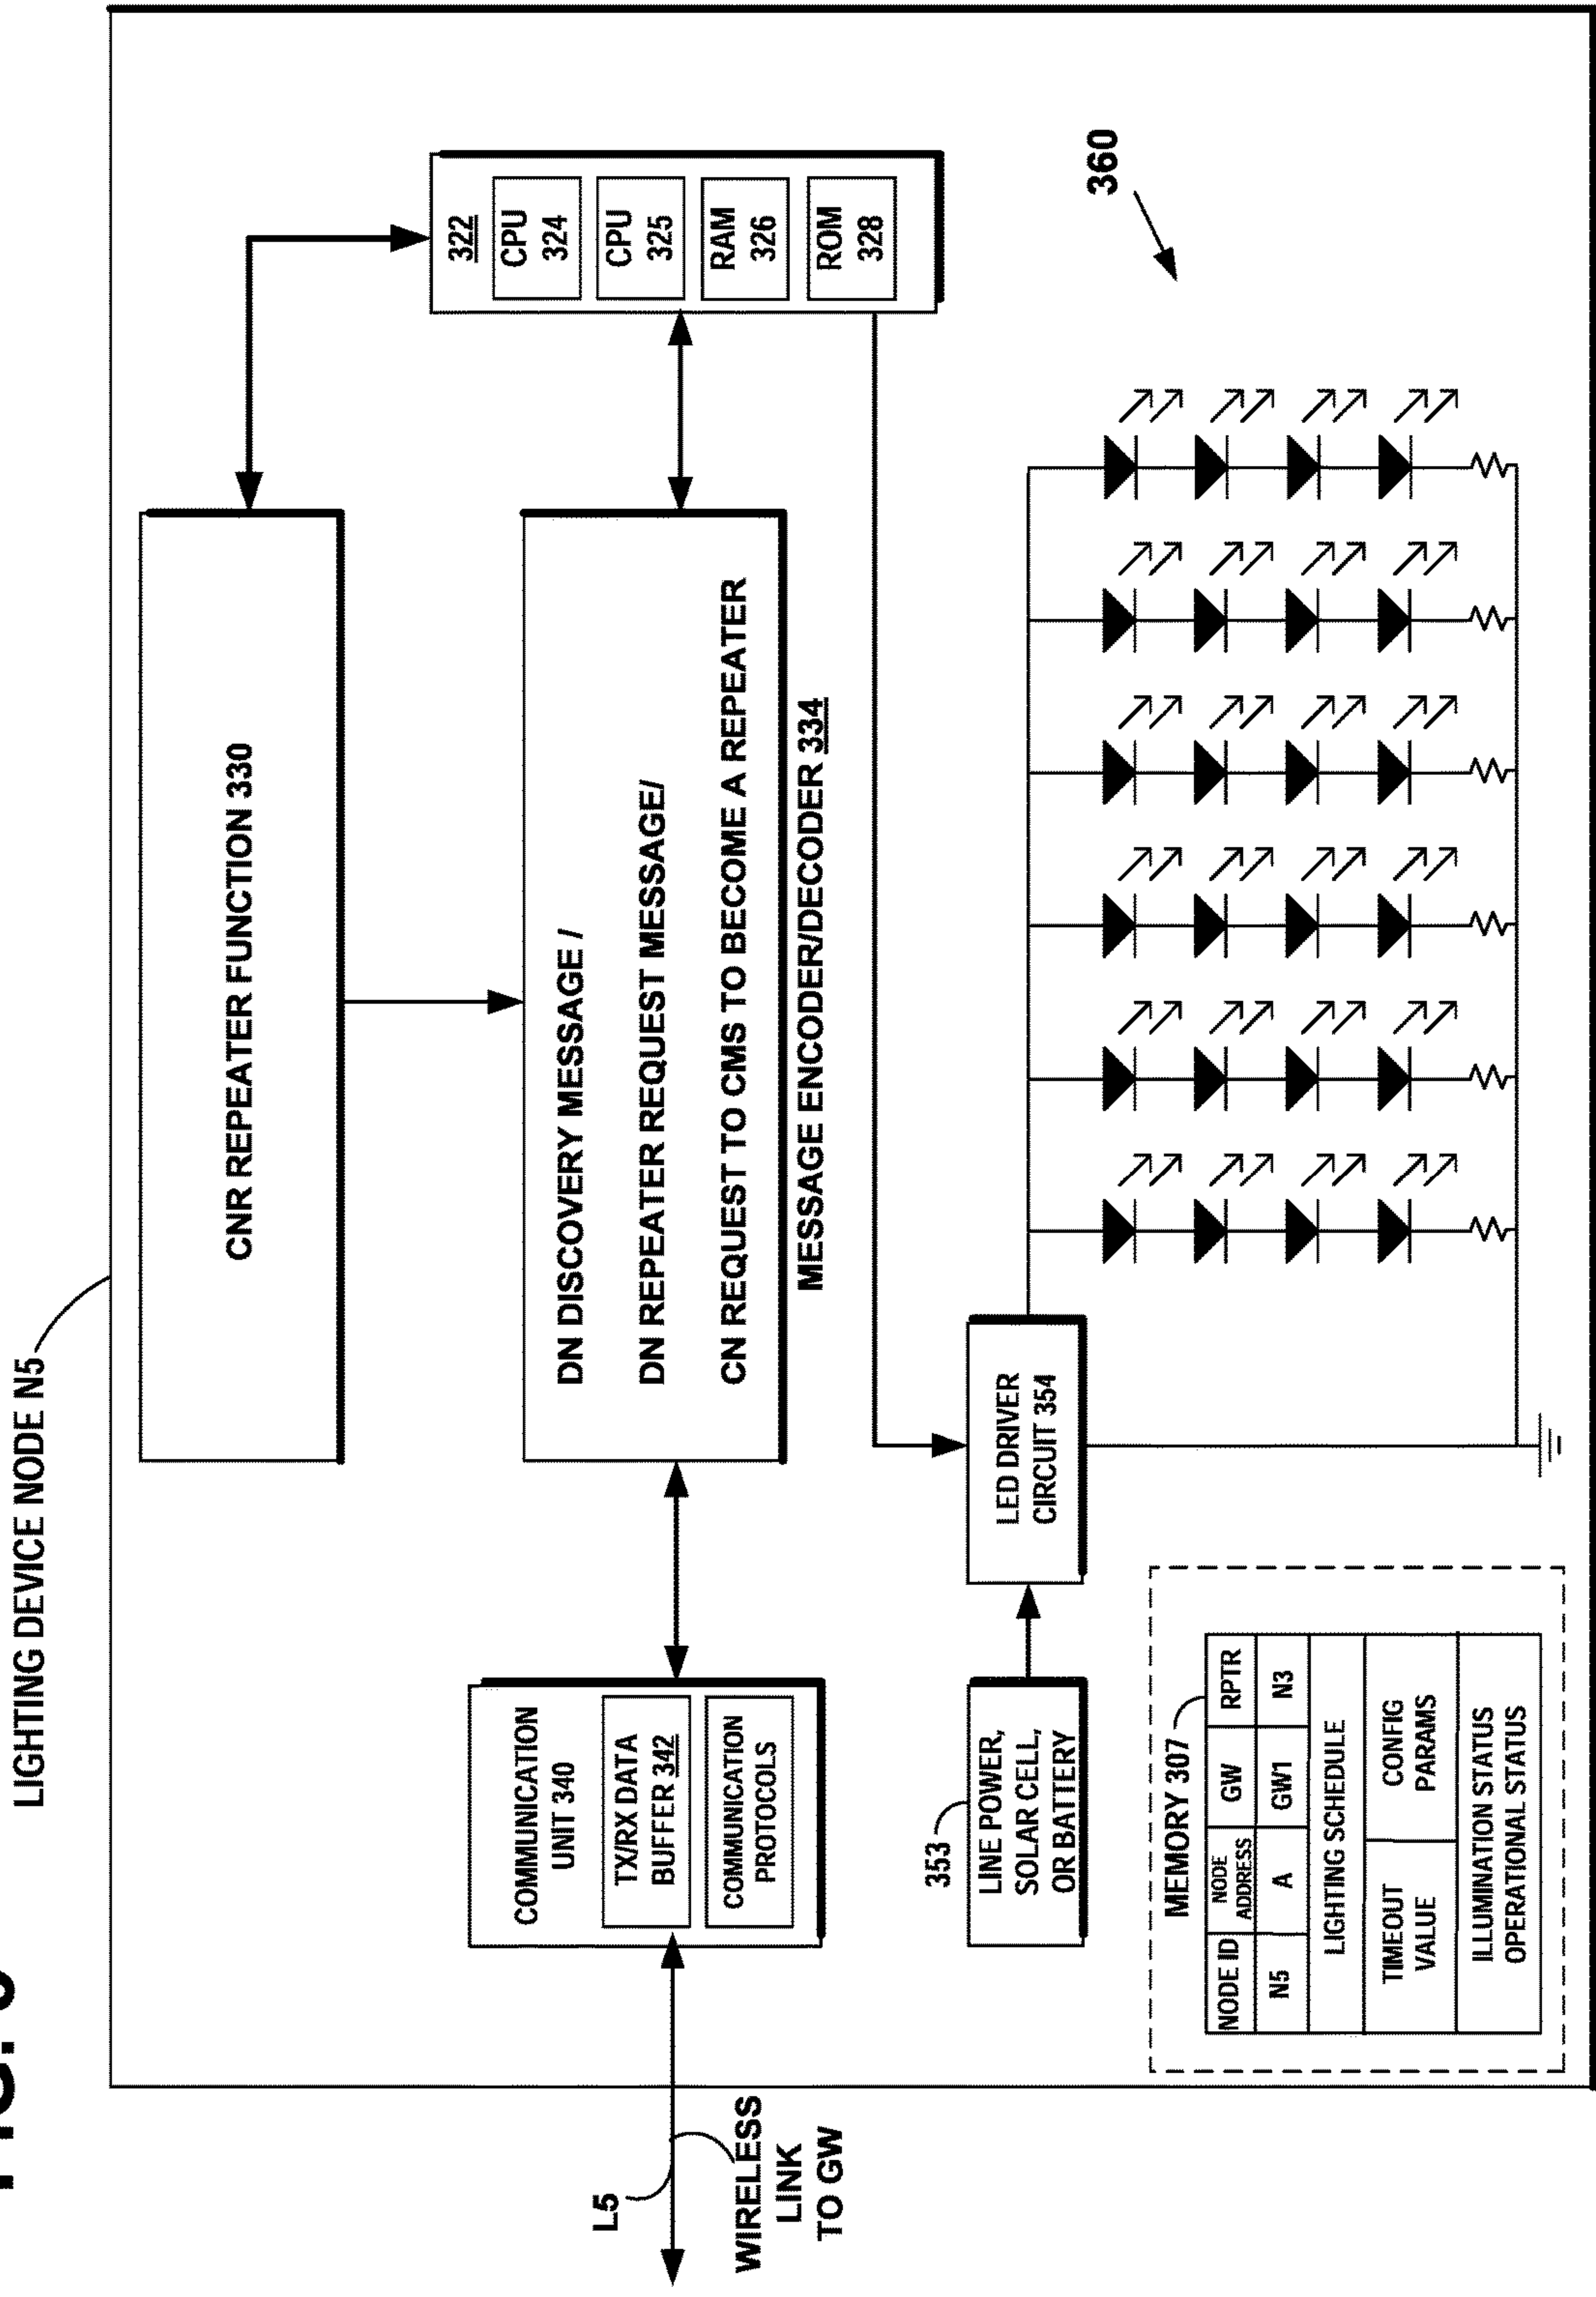 LIGHTING DEVICE NODE N5
CNR REPEATER FUNCTION 330
322
CPU
324
CPU
325
RAM
326
ROM
328
DN DISCOVERY MESSAGE /
DN REPEATER REQUEST MESSAGE/
CN REQUEST TO CMS TO BECOME A REPEATER
MESSAGE ENCODER/DECODER 334
COMMUNICATION
UNIT 340
TX/RX DATA
BUFFER 342
COMMUNICATION
PROTOCOLS
L5
WIRELESS
LINK
TO GW
353
LINE POWER,
SOLAR CELL,
OR BATTERY
LED DRIVER
CIRCUIT 354
360
MEMORY 307
NODE ID
NODE
ADDRESS
GW
RPTR
N5
A
GW1
N3
LIGHTING SCHEDULE
TIMEOUT
VALUE
CONFIG
PARAMS
ILLUMINATION STATUS
OPERATIONAL STATUS